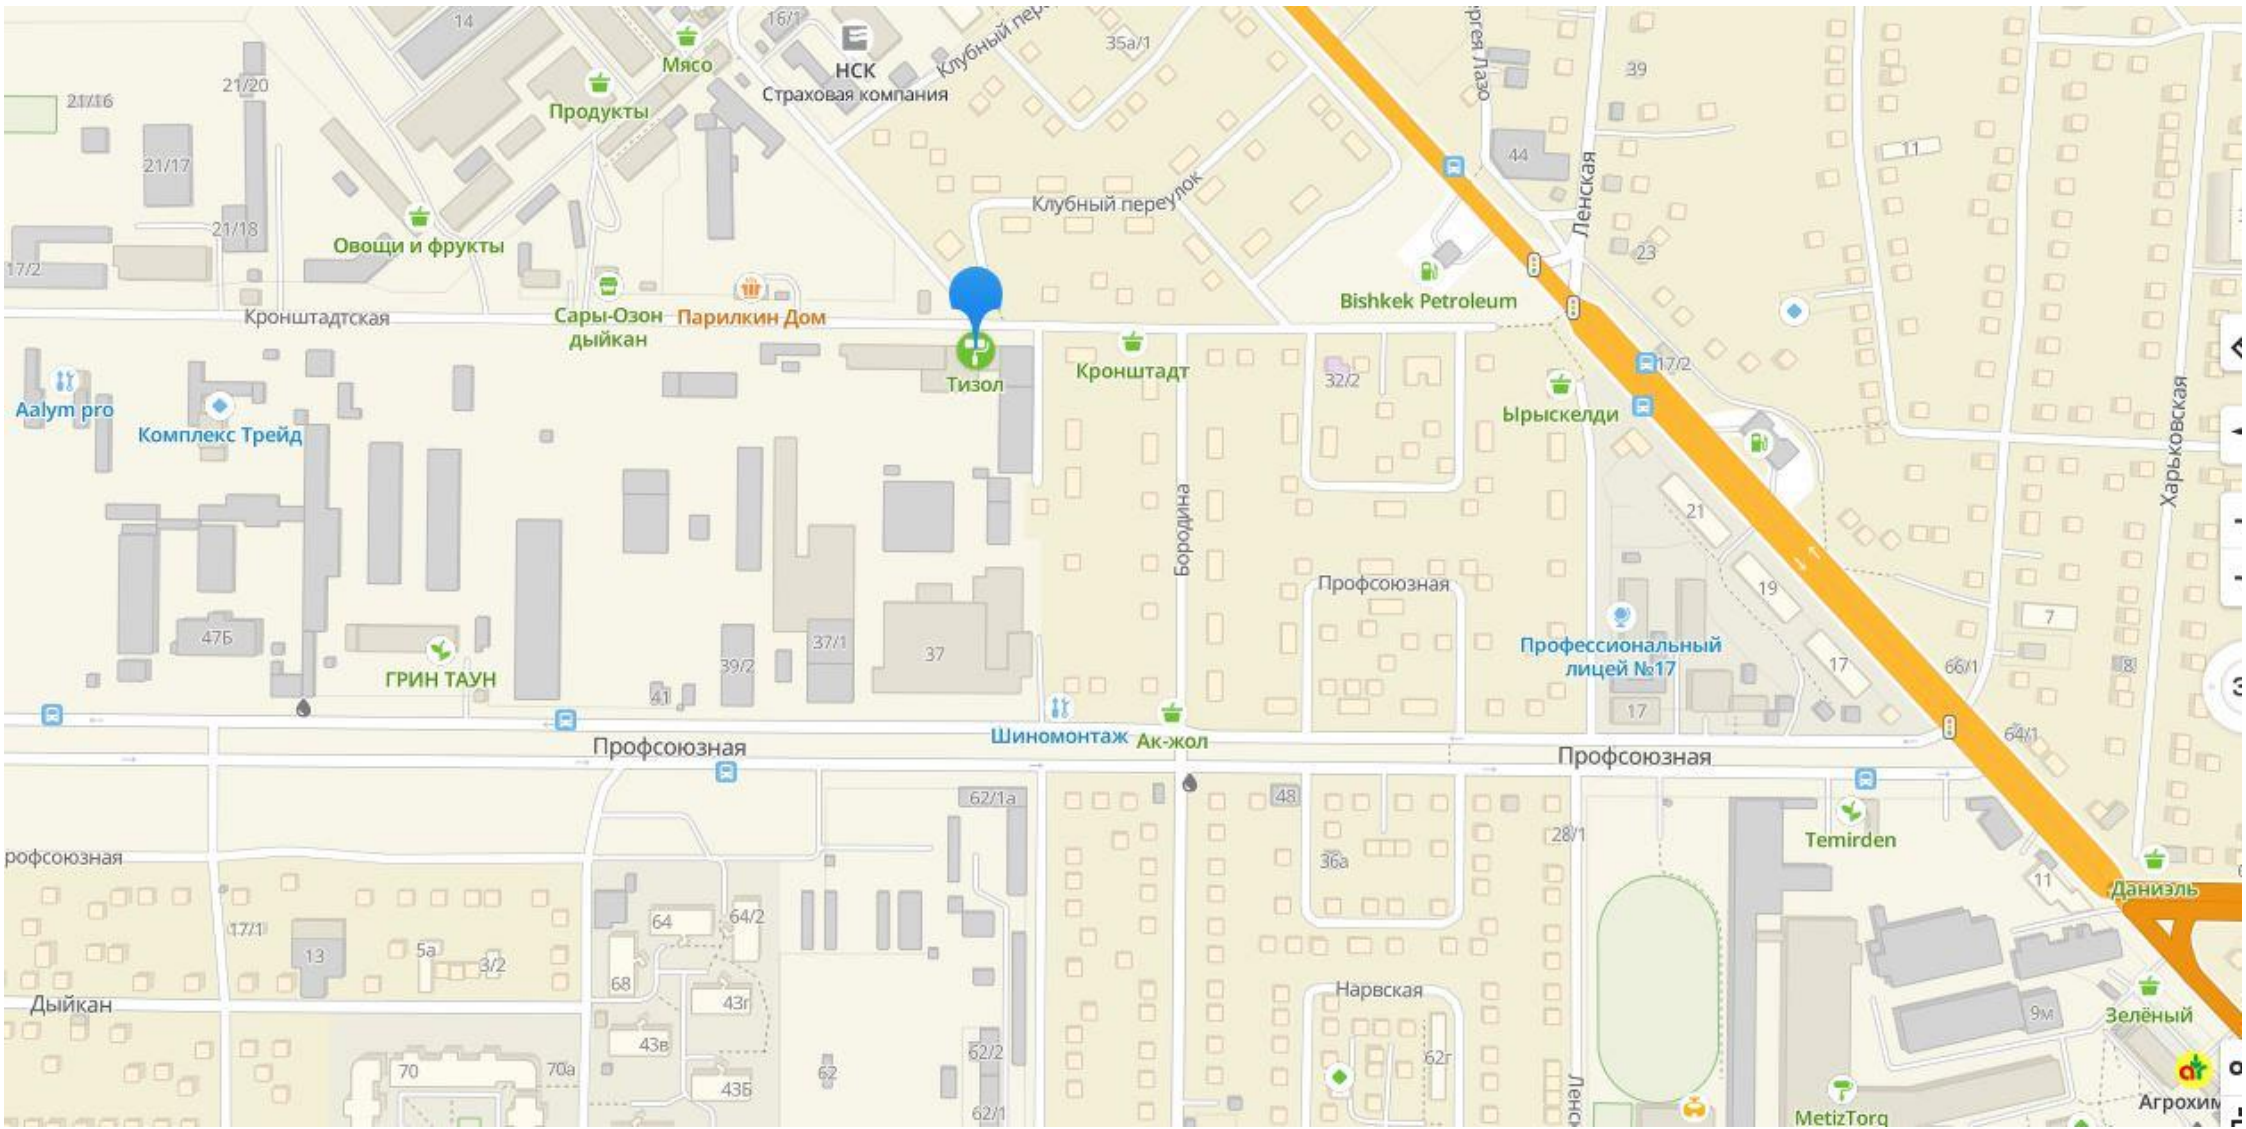 14
16/1
Мясо
НСК
Страховая компания
Клубный пере
35а/1
ргея Лазо
39
21/20
21/16
Продукты
21/17
44
11
Ленская
Клубный переулок
21/18
Овощи и фрукты
23
17/2
Bishkek Petroleum
Кронштадтская
Сары-Озон
дыйкан
Парилкин Дом
Тизол
Кронштадт
32/2
17/2
Aalym pro
Комплекс Трейд
Ырыскелди
Харьковская
21
Бородина
Профсоюзная
19
7
47Б
39/2
37/1
37
Профессиональный
лицей №17
17
66/1
8
ГРИН ТАУН
41
17
Шиномонтаж
Ак-жол
64/1
Профсоюзная
Профсоюзная
62/1а
48
28/1
Temirden
рофсоюзная
36а
11
Даниэль
17/1
13
5а
3/2
64
64/2
68
43г
Дыйкан
Нарвская
9м
Зелёный
43в
70
70а
43Б
62
62/2
62г
62/1
Ленск
MetizTorg
Агрохим